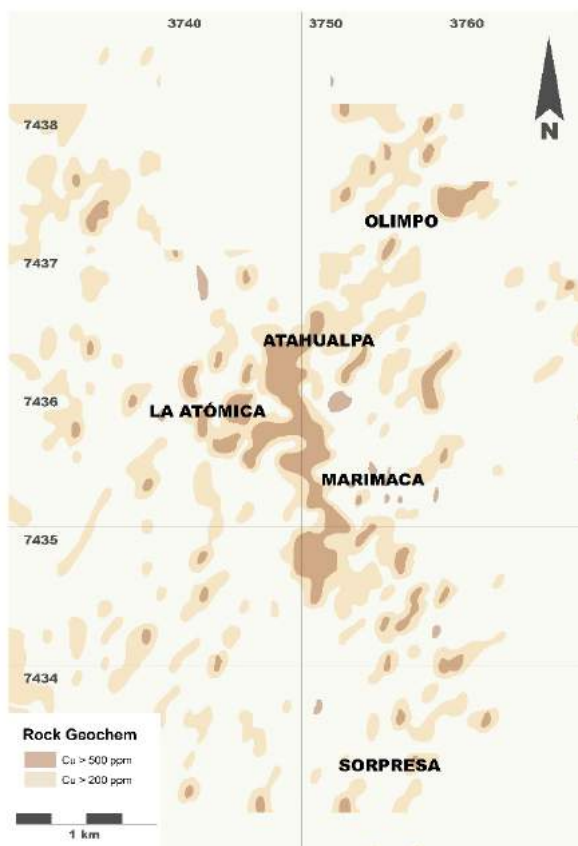 3740 3750 3760
7438
N
OLIMPO
7437
ATAHUALPA
7436
LA ATÓMICA
MARIMACA
7435
7434
Rock Geochem
Cu > 500 ppm
Cu > 200 ppm
SORPRESA
1 km